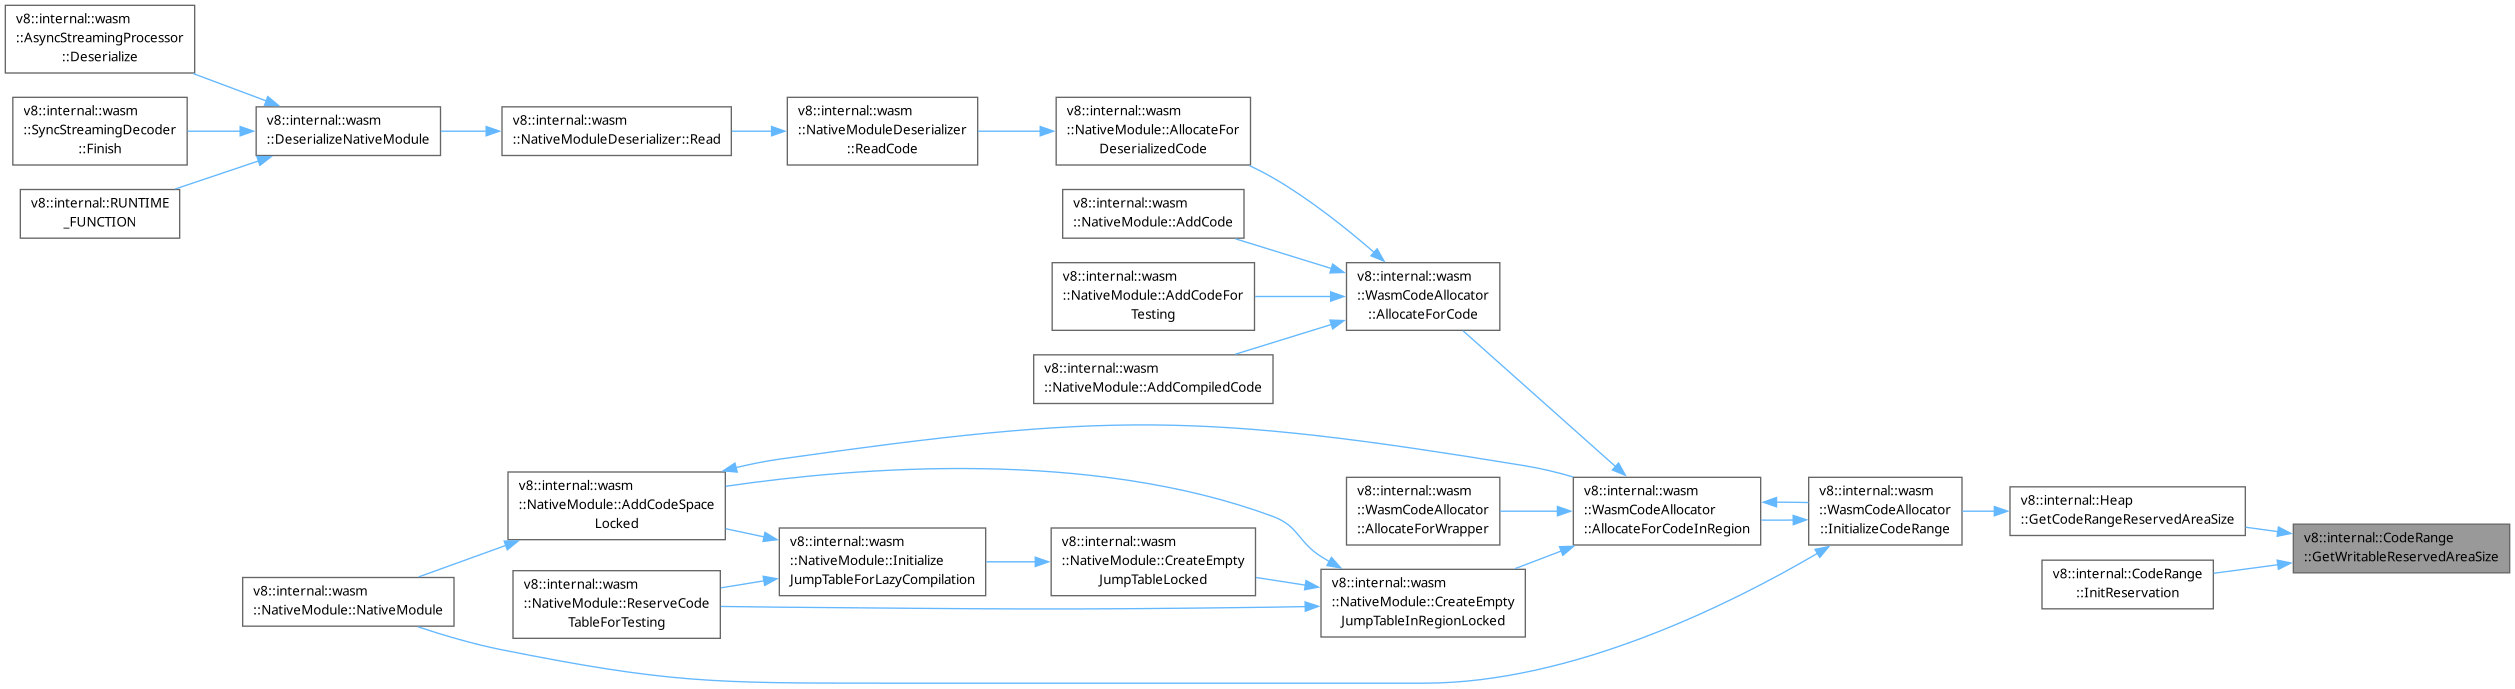 v8::internal::wasm
::AsyncStreamingProcessor
::Deserialize
v8::internal::wasm
::SyncStreamingDecoder
::Finish
v8::internal::RUNTIME
_FUNCTION
v8::internal::wasm
::DeserializeNativeModule
v8::internal::wasm
::NativeModuleDeserializer::Read
v8::internal::wasm
::NativeModuleDeserializer
::ReadCode
v8::internal::wasm
::NativeModule::AllocateFor
DeserializedCode
v8::internal::wasm
::NativeModule::AddCode
v8::internal::wasm
::NativeModule::AddCodeFor
Testing
v8::internal::wasm
::NativeModule::AddCompiledCode
v8::internal::wasm
::WasmCodeAllocator
::AllocateForCode
v8::internal::wasm
::NativeModule::AddCodeSpace
Locked
v8::internal::wasm
::NativeModule::NativeModule
v8::internal::wasm
::NativeModule::ReserveCode
TableForTesting
v8::internal::wasm
::NativeModule::Initialize
JumpTableForLazyCompilation
v8::internal::wasm
::NativeModule::CreateEmpty
JumpTableLocked
v8::internal::wasm
::WasmCodeAllocator
::AllocateForWrapper
v8::internal::wasm
::NativeModule::CreateEmpty
JumpTableInRegionLocked
v8::internal::wasm
::WasmCodeAllocator
::AllocateForCodeInRegion
v8::internal::wasm
::WasmCodeAllocator
::InitializeCodeRange
v8::internal::Heap
::GetCodeRangeReservedAreaSize
v8::internal::CodeRange
::InitReservation
v8::internal::CodeRange
::GetWritableReservedAreaSize